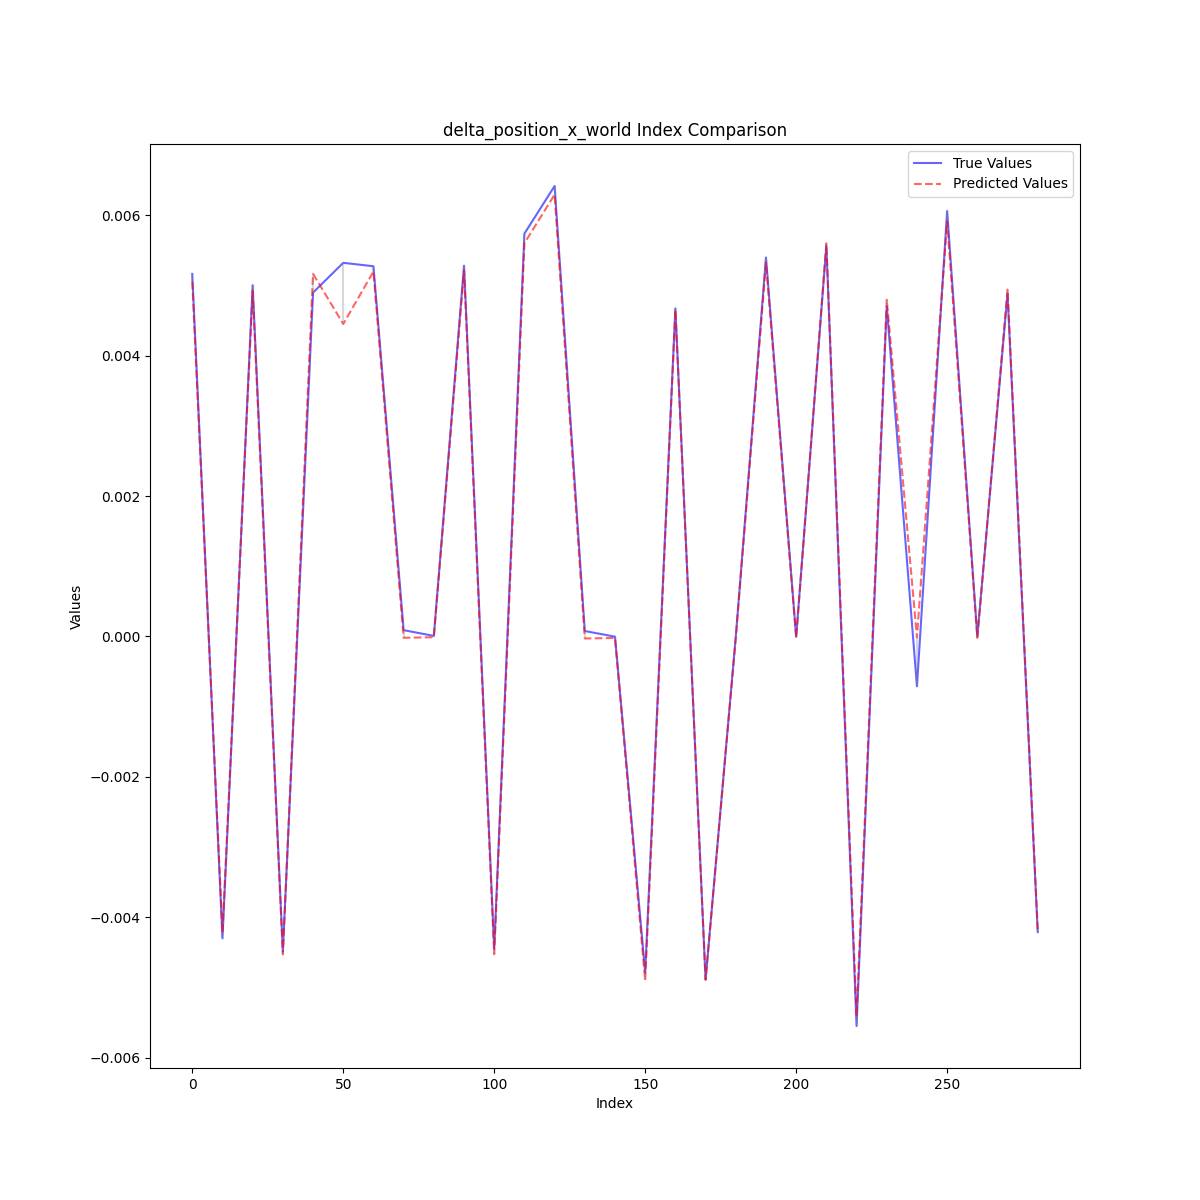 delta_position_x_world Index Comparison
True Values
Predicted Values
0.006
0.004
0.002
0.000
−0.002
−0.004
−0.006
Values
0 50 100 150 200 250
Index